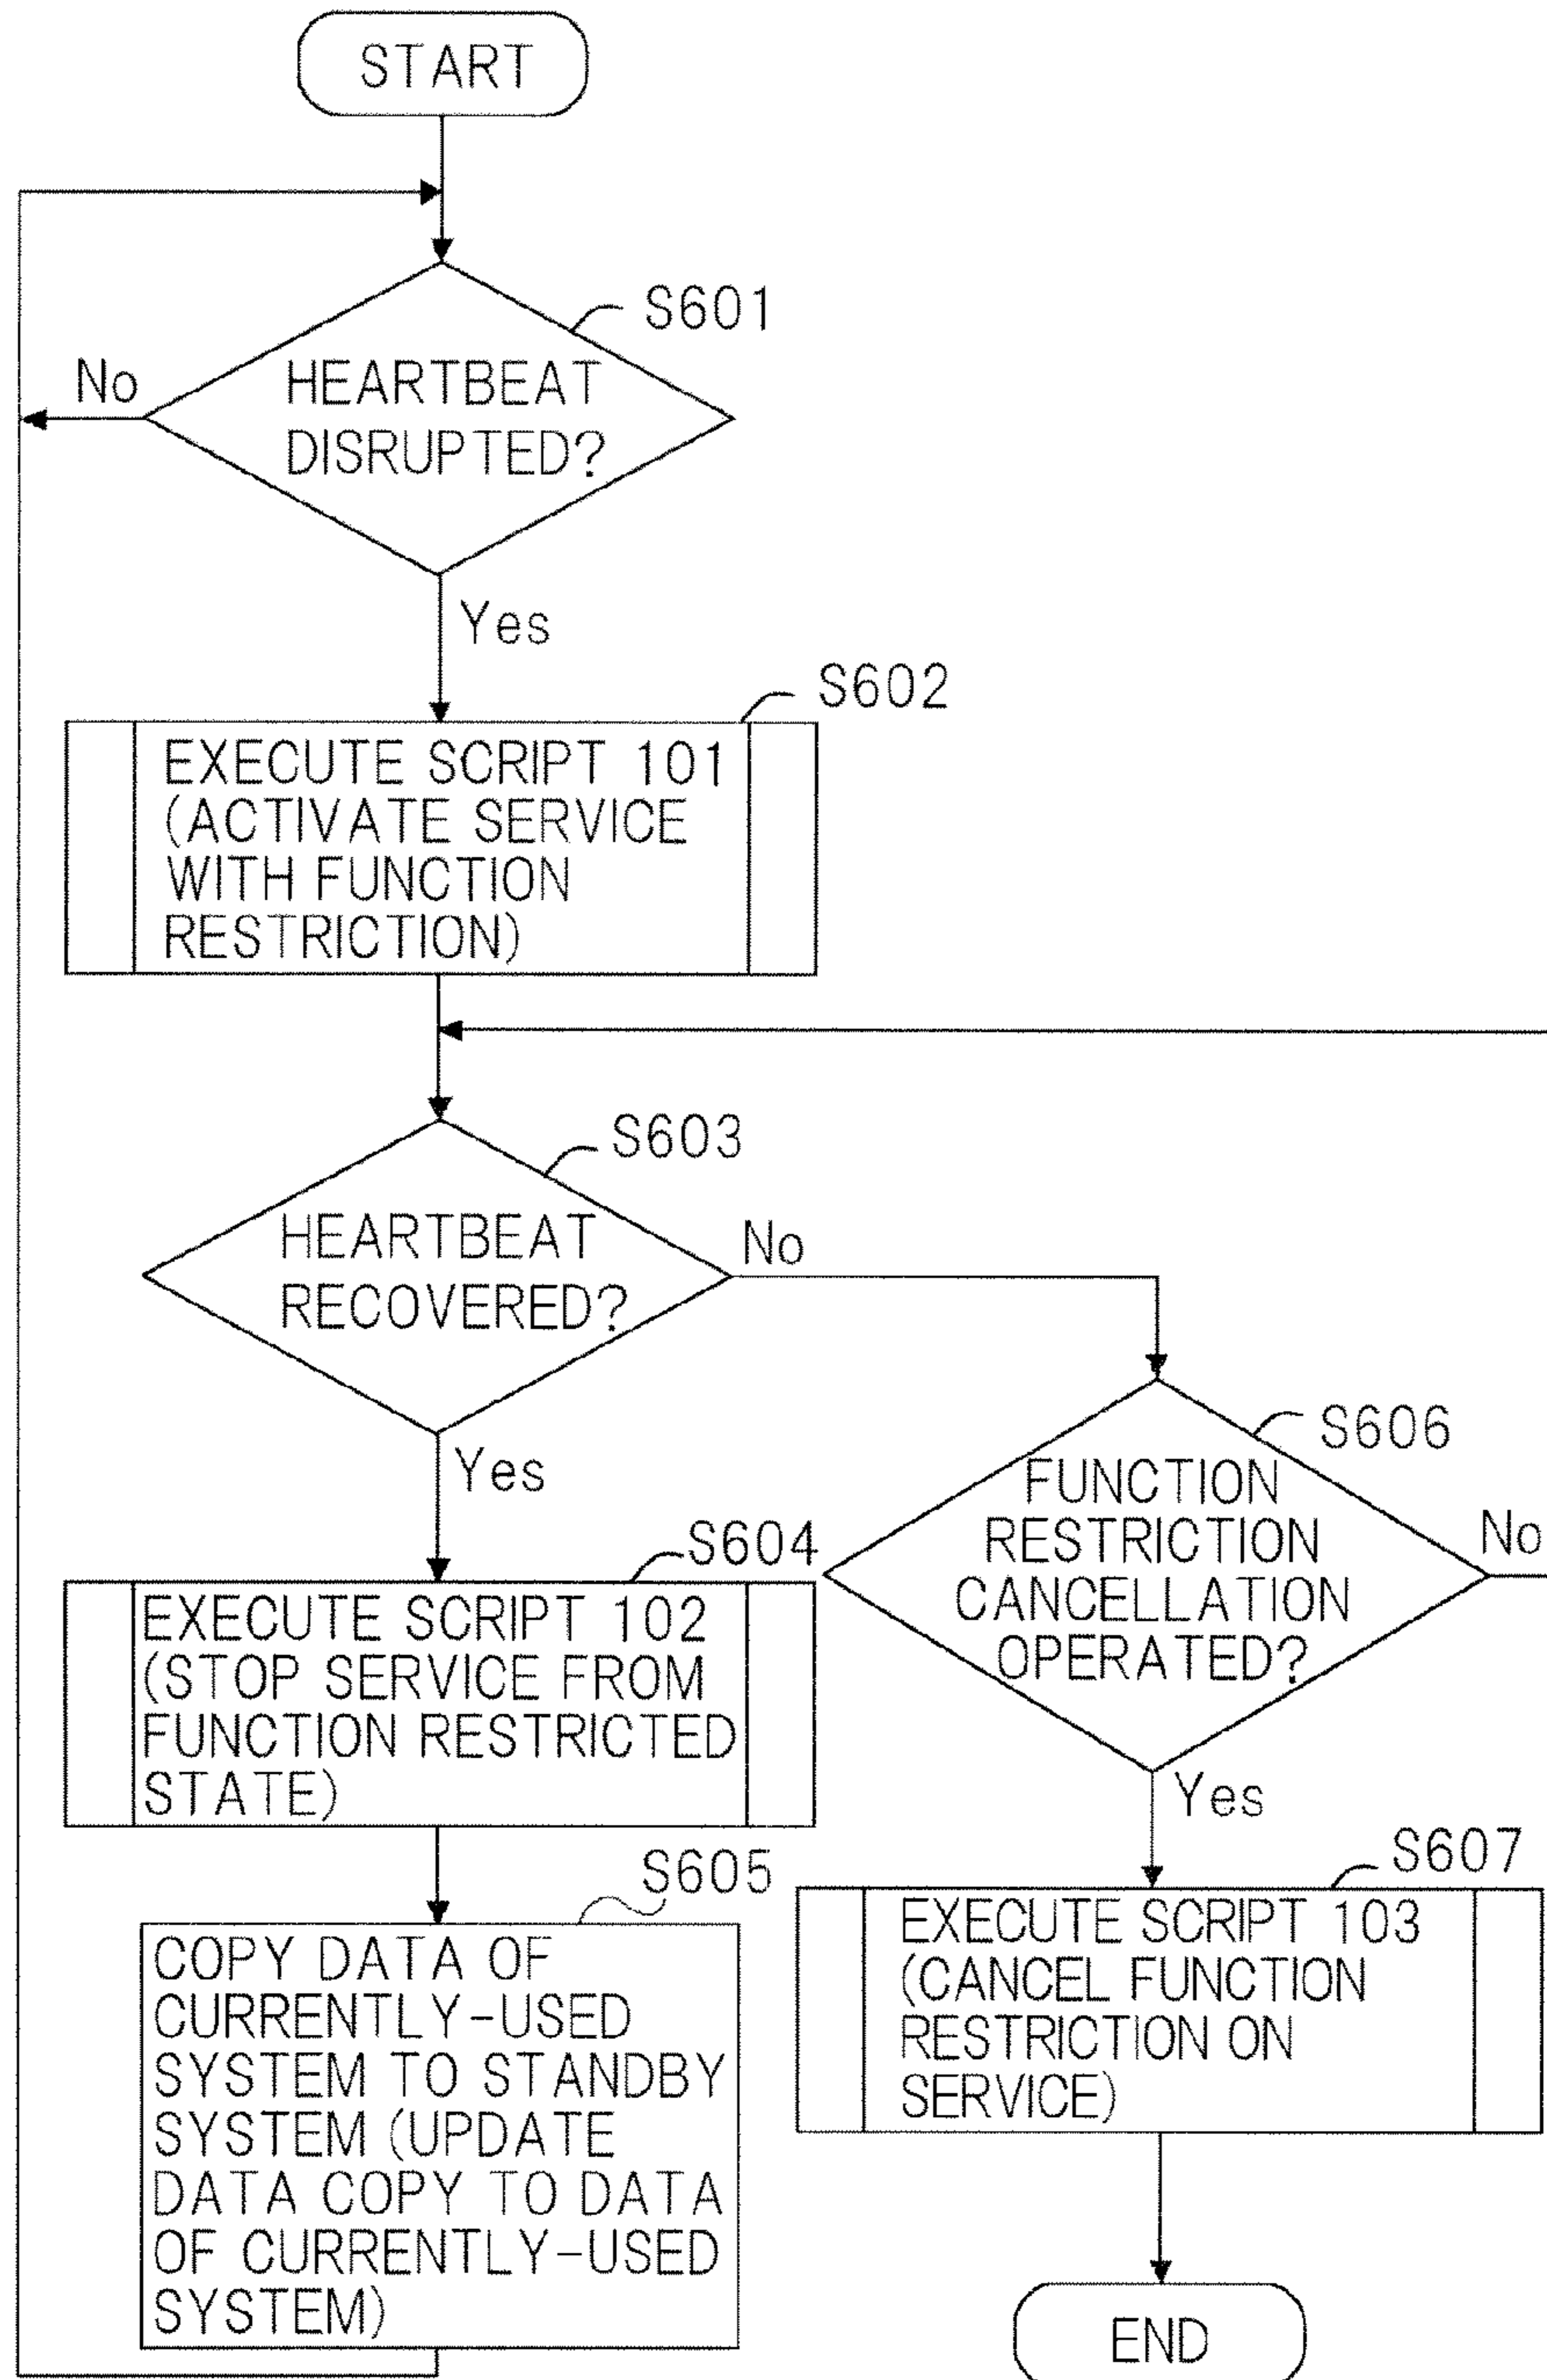 START
S601
No
HEARTBEAT
DISRUPTED?
Yes
S602
EXECUTE SCRIPT 101
(ACTIVATE SERVICE
WITH FUNCTION
RESTRICTION)
S603
HEARTBEAT
RECOVERED?
No
Yes
S606
FUNCTION
RESTRICTION
CANCELLATION
OPERATED?
No
Yes
S604
EXECUTE SCRIPT 102
(STOP SERVICE FROM
FUNCTION RESTRICTED
STATE)
S605
COPY DATA OF
CURRENTLY-USED
SYSTEM TO STANDBY
SYSTEM (UPDATE
DATA COPY TO DATA
OF CURRENTLY-USED
SYSTEM)
S607
EXECUTE SCRIPT 103
(CANCEL FUNCTION
RESTRICTION ON
SERVICE)
END